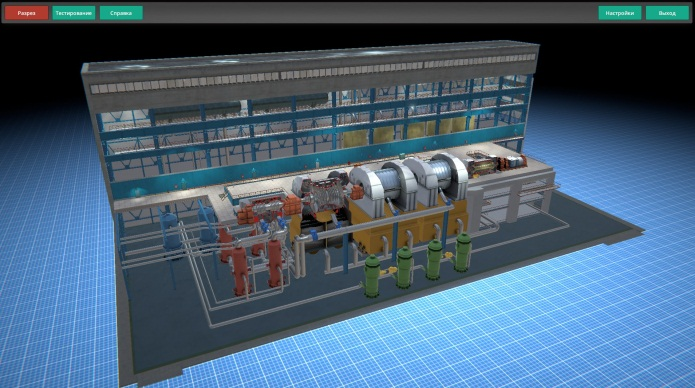 Разрез
Тестирование
Справка
Настройки
Выход